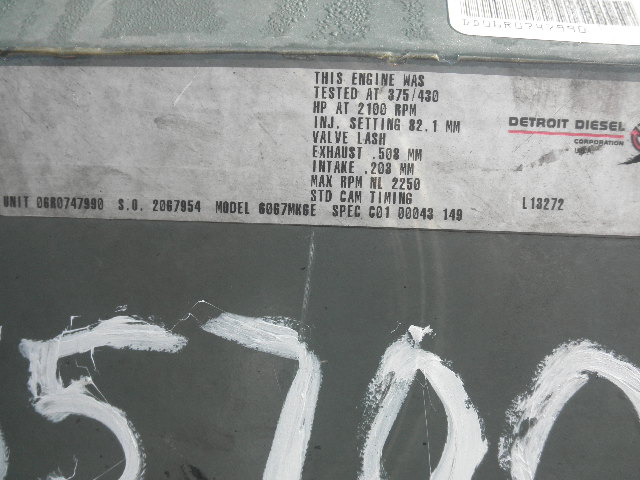 THIS ENGINE WAS
TESTED AT 375/430
HP AT 2100 RPM
INJ. SETTING 82.1 MM
VALVE LASH
EXHAUST .508 MM
INTAKE .203 MM
MAX RPM NL 2250
STD CAM TIMING
DETROIT DIESEL
CORPORATION
UNIT 06R0747990 S.O. 2067954 MODEL 6067MK6E SPEC C01 00043 149 L13272
5700